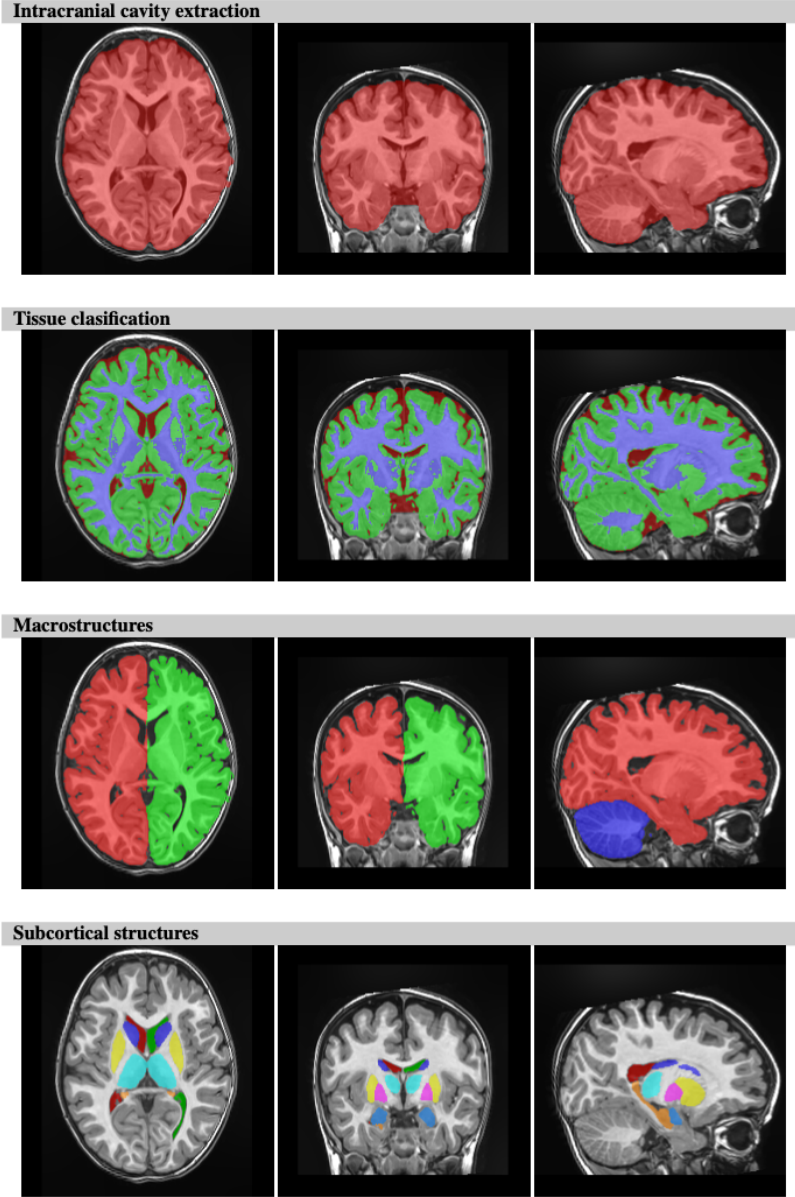 Intracranial cavity extraction
Tissue clasification
Macrostructures
Subcortical structures